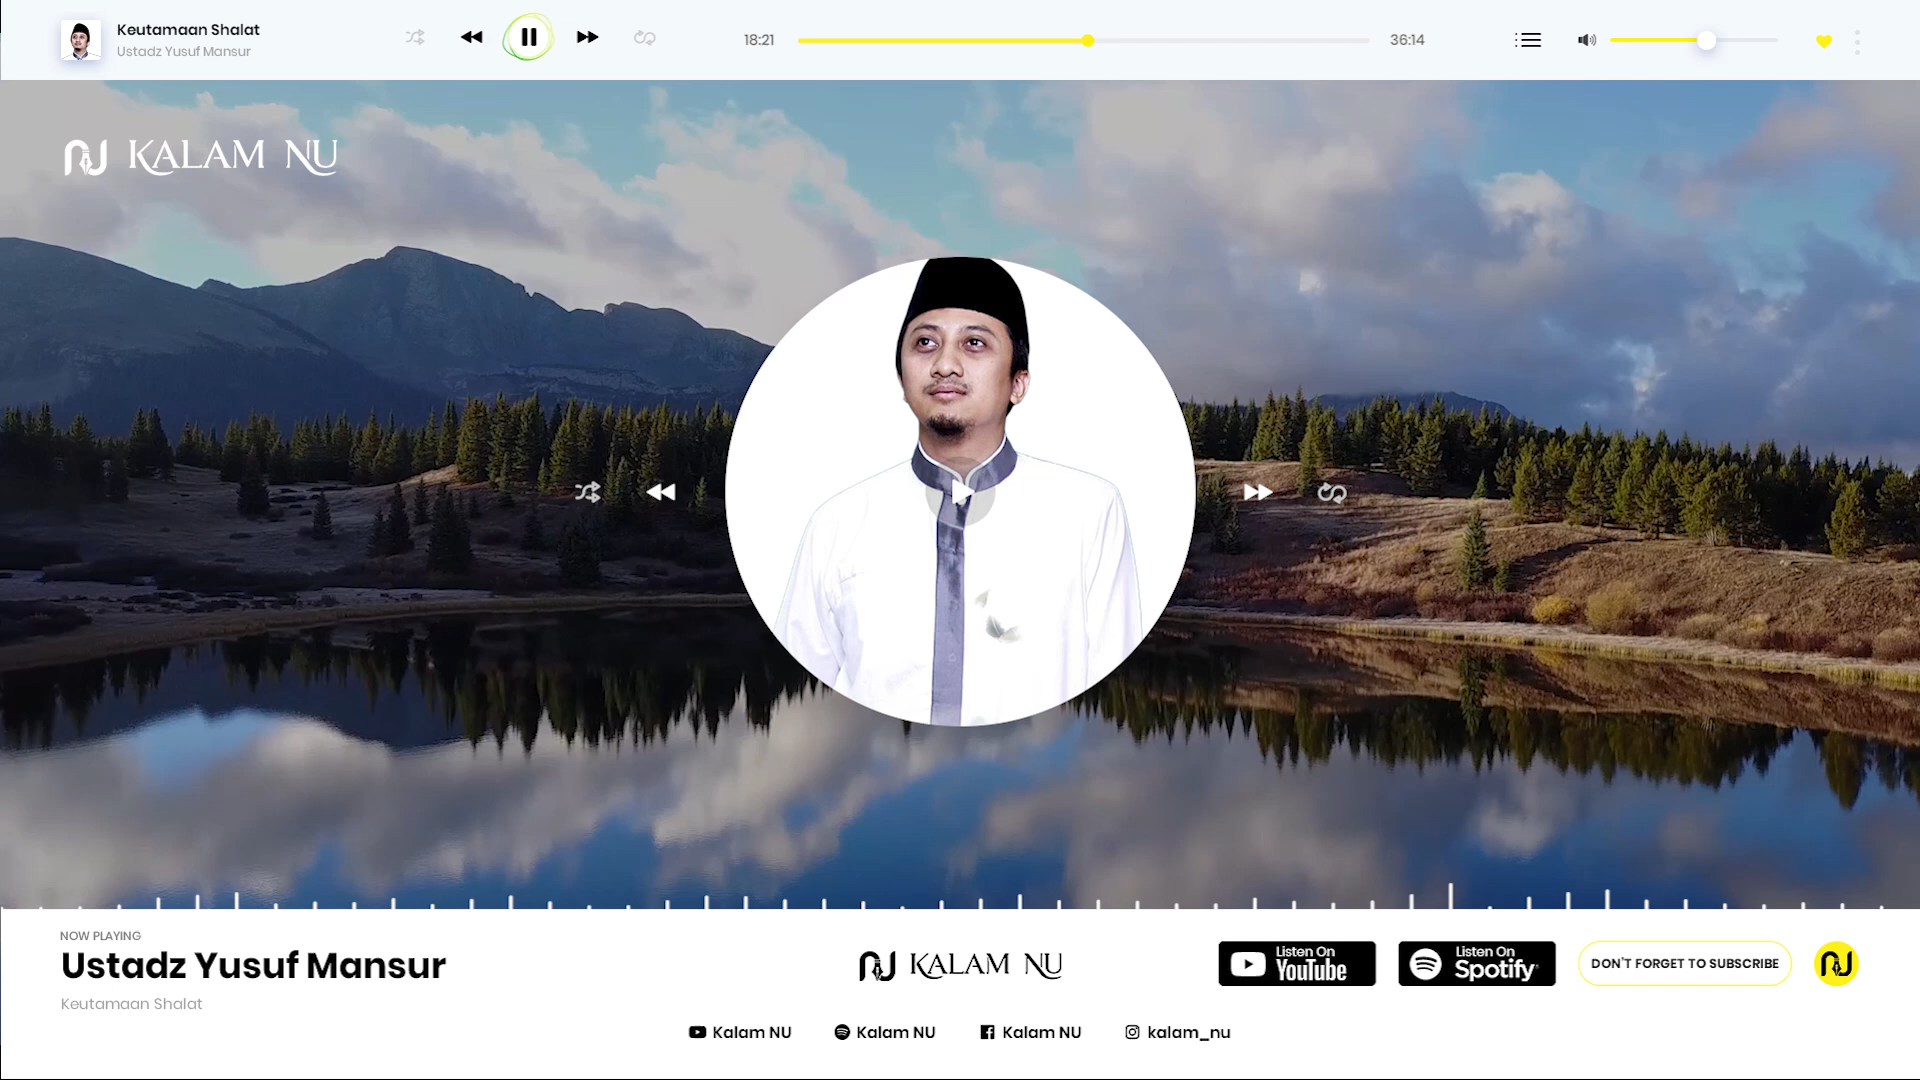 Keutamaan Shalat
Ustadz Yusuf Mansur
18:21
36:14
KALAM NU
NOW PLAYING
Ustadz Yusuf Mansur
Keutamaan Shalat
KALAM NU
Listen On
YouTube
Listen On
Spotify
DON'T FORGET TO SUBSCRIBE
Kalam NU
Kalam NU
Kalam NU
kalam_nu